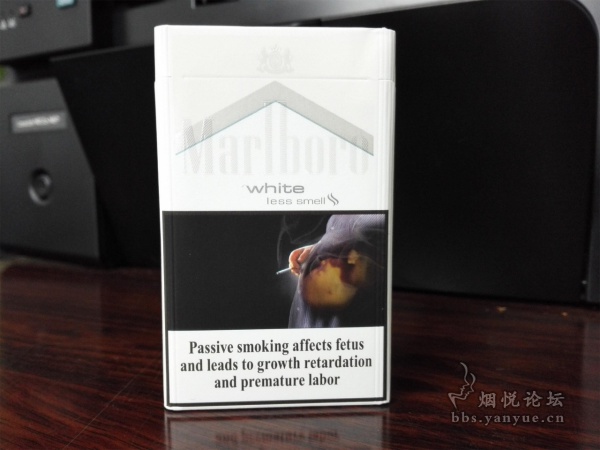 Marlboro
white
less smell
Passive smoking affects fetus
and leads to growth retardation
and premature labor
烟悦论坛
bbs.yanyue.cn